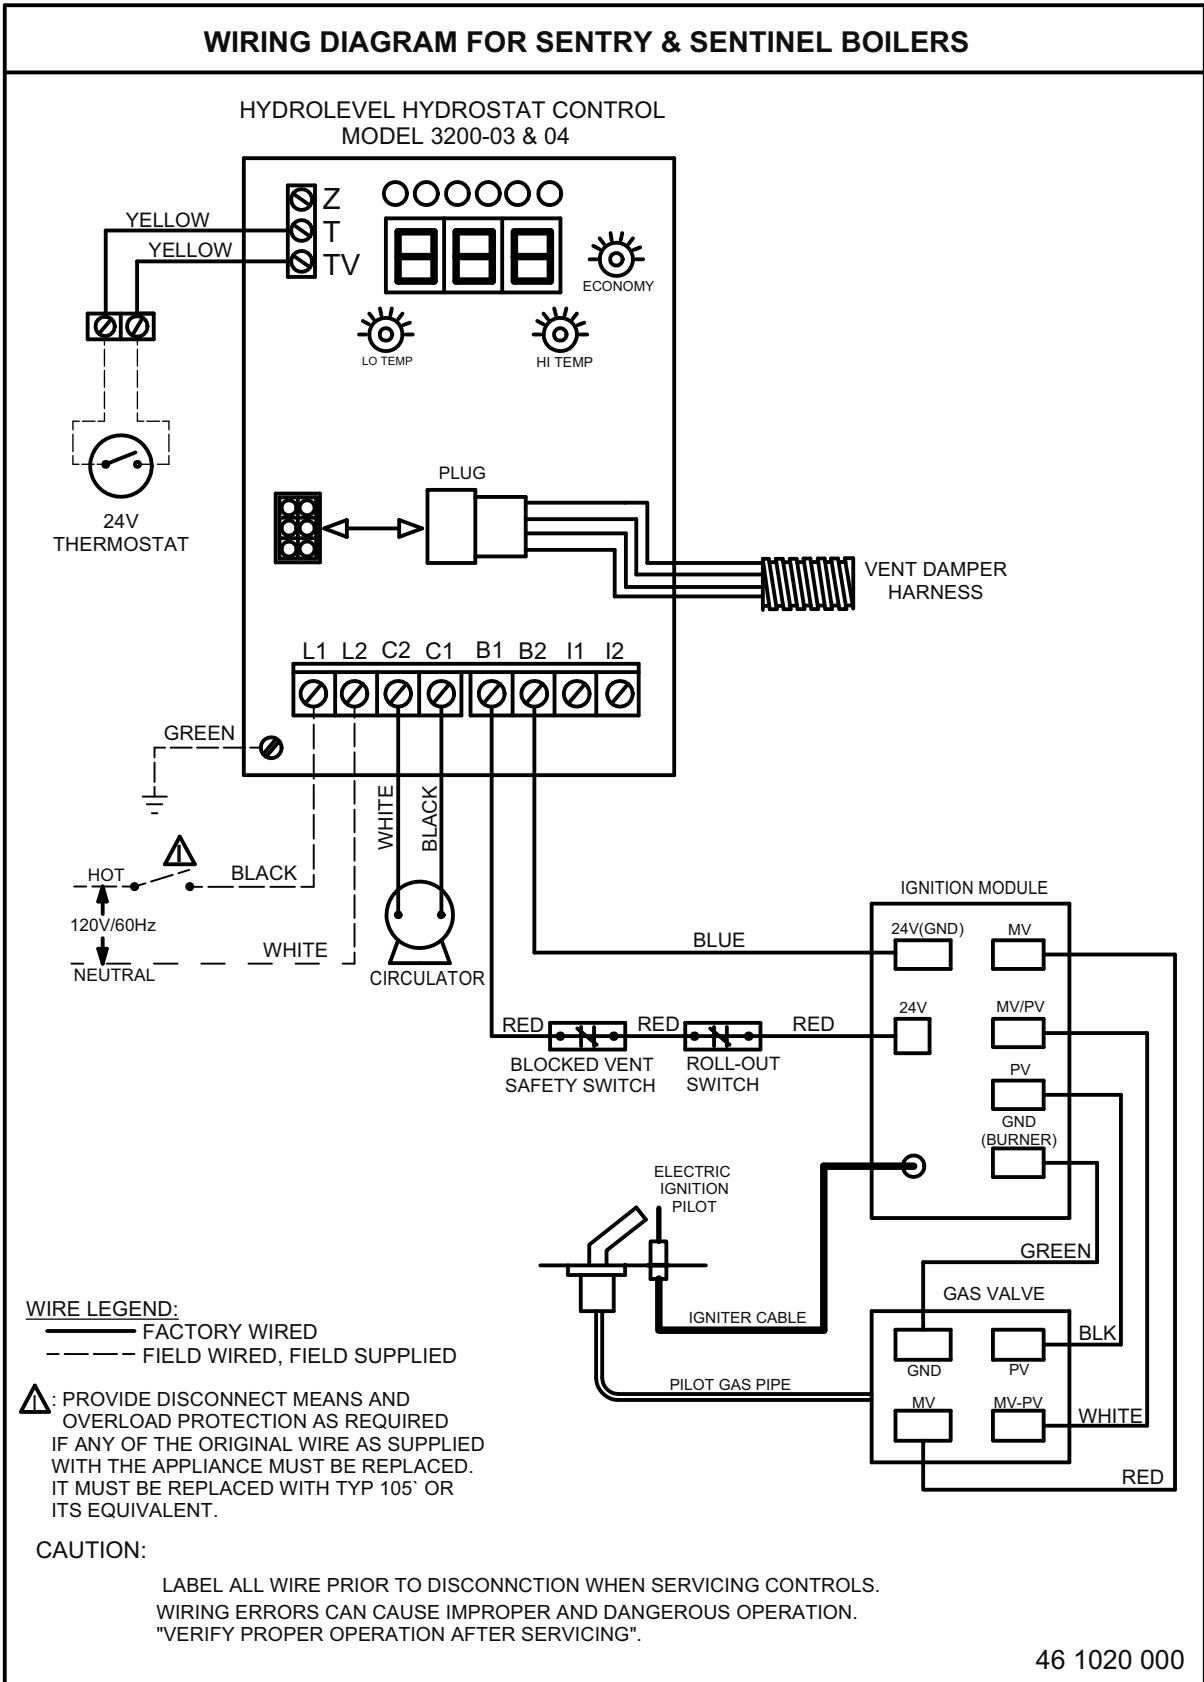 WIRING DIAGRAM FOR SENTRY & SENTINEL BOILERS
HYDROLEVEL HYDROSTAT CONTROL
MODEL 3200-03 & 04
Z
T
TV
YELLOW
YELLOW
888
ECONOMY
LO TEMP
HI TEMP
24V
THERMOSTAT
PLUG
VENT DAMPER
HARNESS
L1 L2 C2 C1 B1 B2 I1 I2
GREEN
WHITE
BLACK
HOT
BLACK
120V/60Hz
WHITE
NEUTRAL
CIRCULATOR
BLUE
RED
RED
RED
BLOCKED VENT
SAFETY SWITCH
ROLL-OUT
SWITCH
IGNITION MODULE
24V(GND)
MV
24V
MV/PV
PV
GND
(BURNER)
ELECTRIC
IGNITION
PILOT
IGNITER CABLE
PILOT GAS PIPE
GREEN
GAS VALVE
BLK
GND
PV
MV
MV-PV
WHITE
RED
WIRE LEGEND:
FACTORY WIRED
FIELD WIRED, FIELD SUPPLIED
: PROVIDE DISCONNECT MEANS AND
OVERLOAD PROTECTION AS REQUIRED
IF ANY OF THE ORIGINAL WIRE AS SUPPLIED
WITH THE APPLIANCE MUST BE REPLACED.
IT MUST BE REPLACED WITH TYP 105` OR
ITS EQUIVALENT.
CAUTION:
LABEL ALL WIRE PRIOR TO DISCONNCTION WHEN SERVICING CONTROLS.
WIRING ERRORS CAN CAUSE IMPROPER AND DANGEROUS OPERATION.
"VERIFY PROPER OPERATION AFTER SERVICING".
46 1020 000